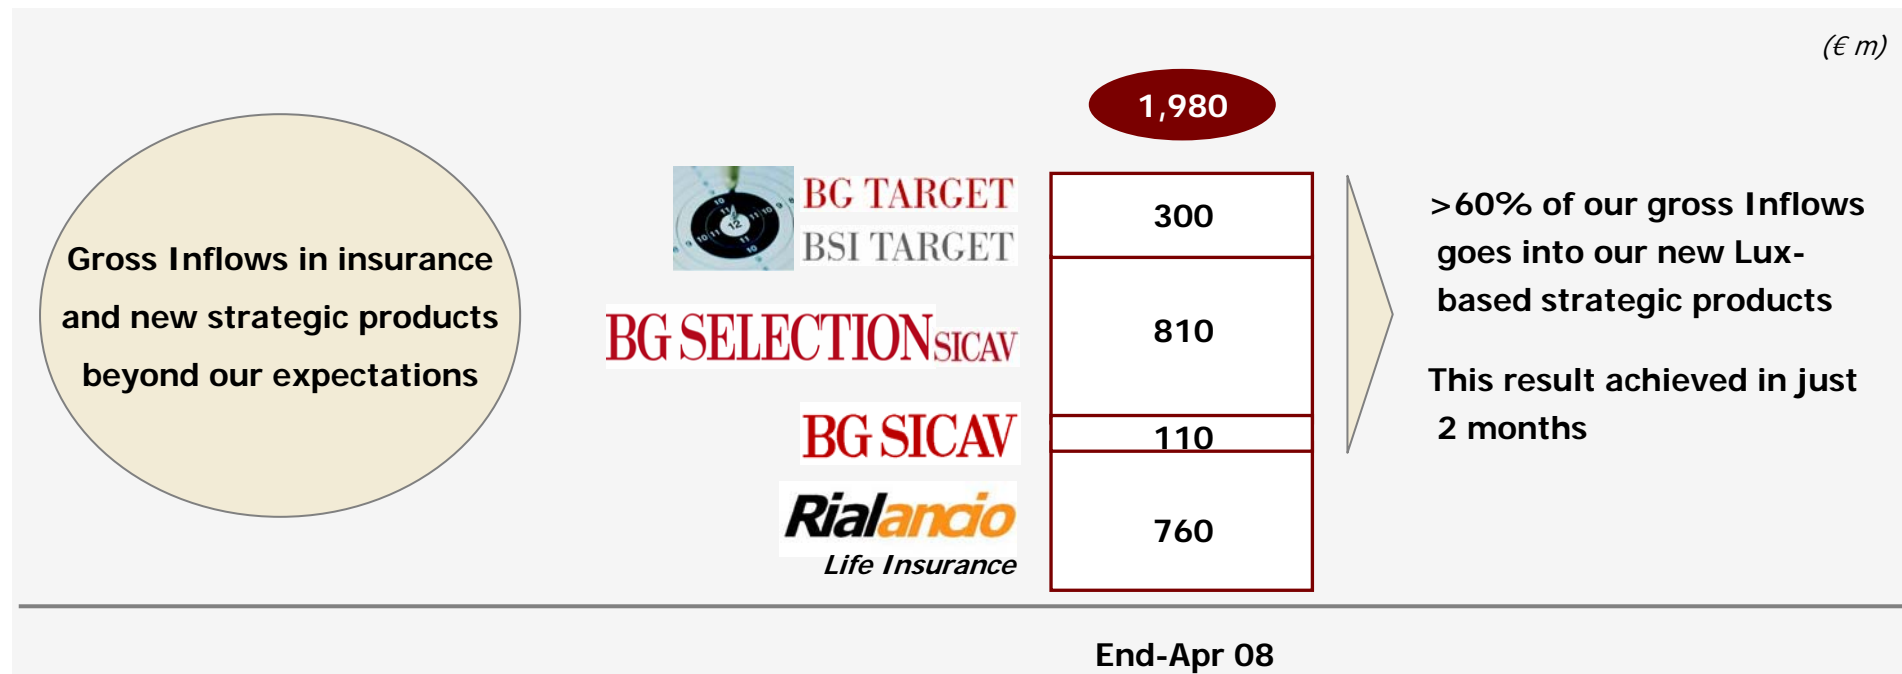 (€ m)
1,980
Gross Inflows in insurance
and new strategic products
beyond our expectations
BG TARGET
BSI TARGET
300
BG SELECTION SICAV
810
BG SICAV
110
Rialancio
Life Insurance
760
>60% of our gross Inflows
goes into our new Lux-
based strategic products
This result achieved in just
2 months
End-Apr 08